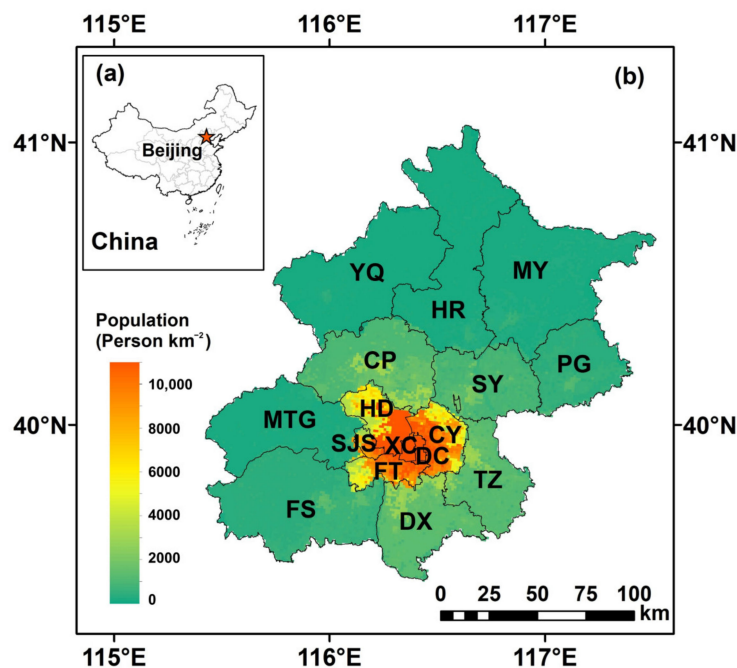 115°E
116°E
117°E
(a)
(b)
41°N
41°N
Beijing
China
YQ
MY
HR
Population
(Person km⁻²)
10,000
8000
6000
4000
2000
0
CP
SY
PG
HD
40°N
40°N
MTG
SJS
XC
CY
DC
FT
TZ
FS
DX
0 25 50 75 100
km
115°E
116°E
117°E